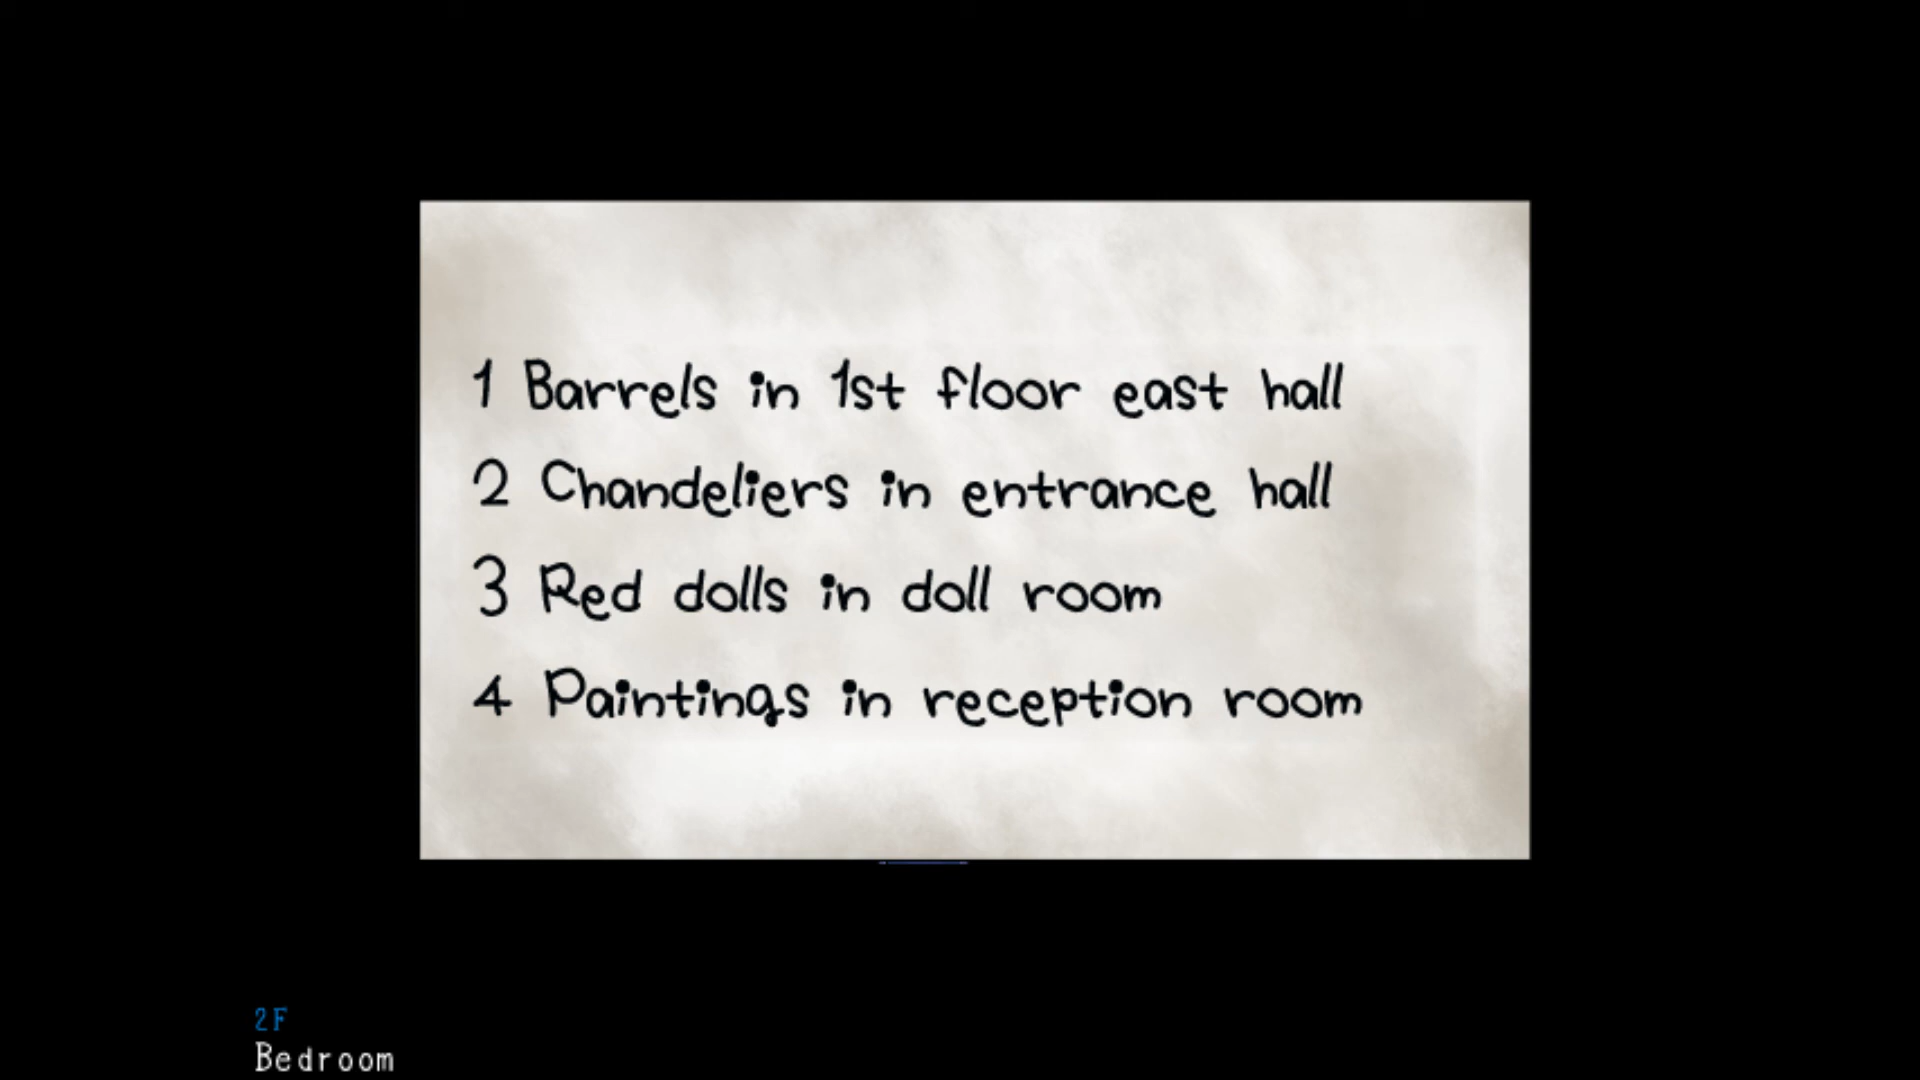 1 Barrels in 1st floor east hall
2 Chandeliers in entrance hall
3 Red dolls in doll room
4 Paintings in reception room
2F
Bedroom